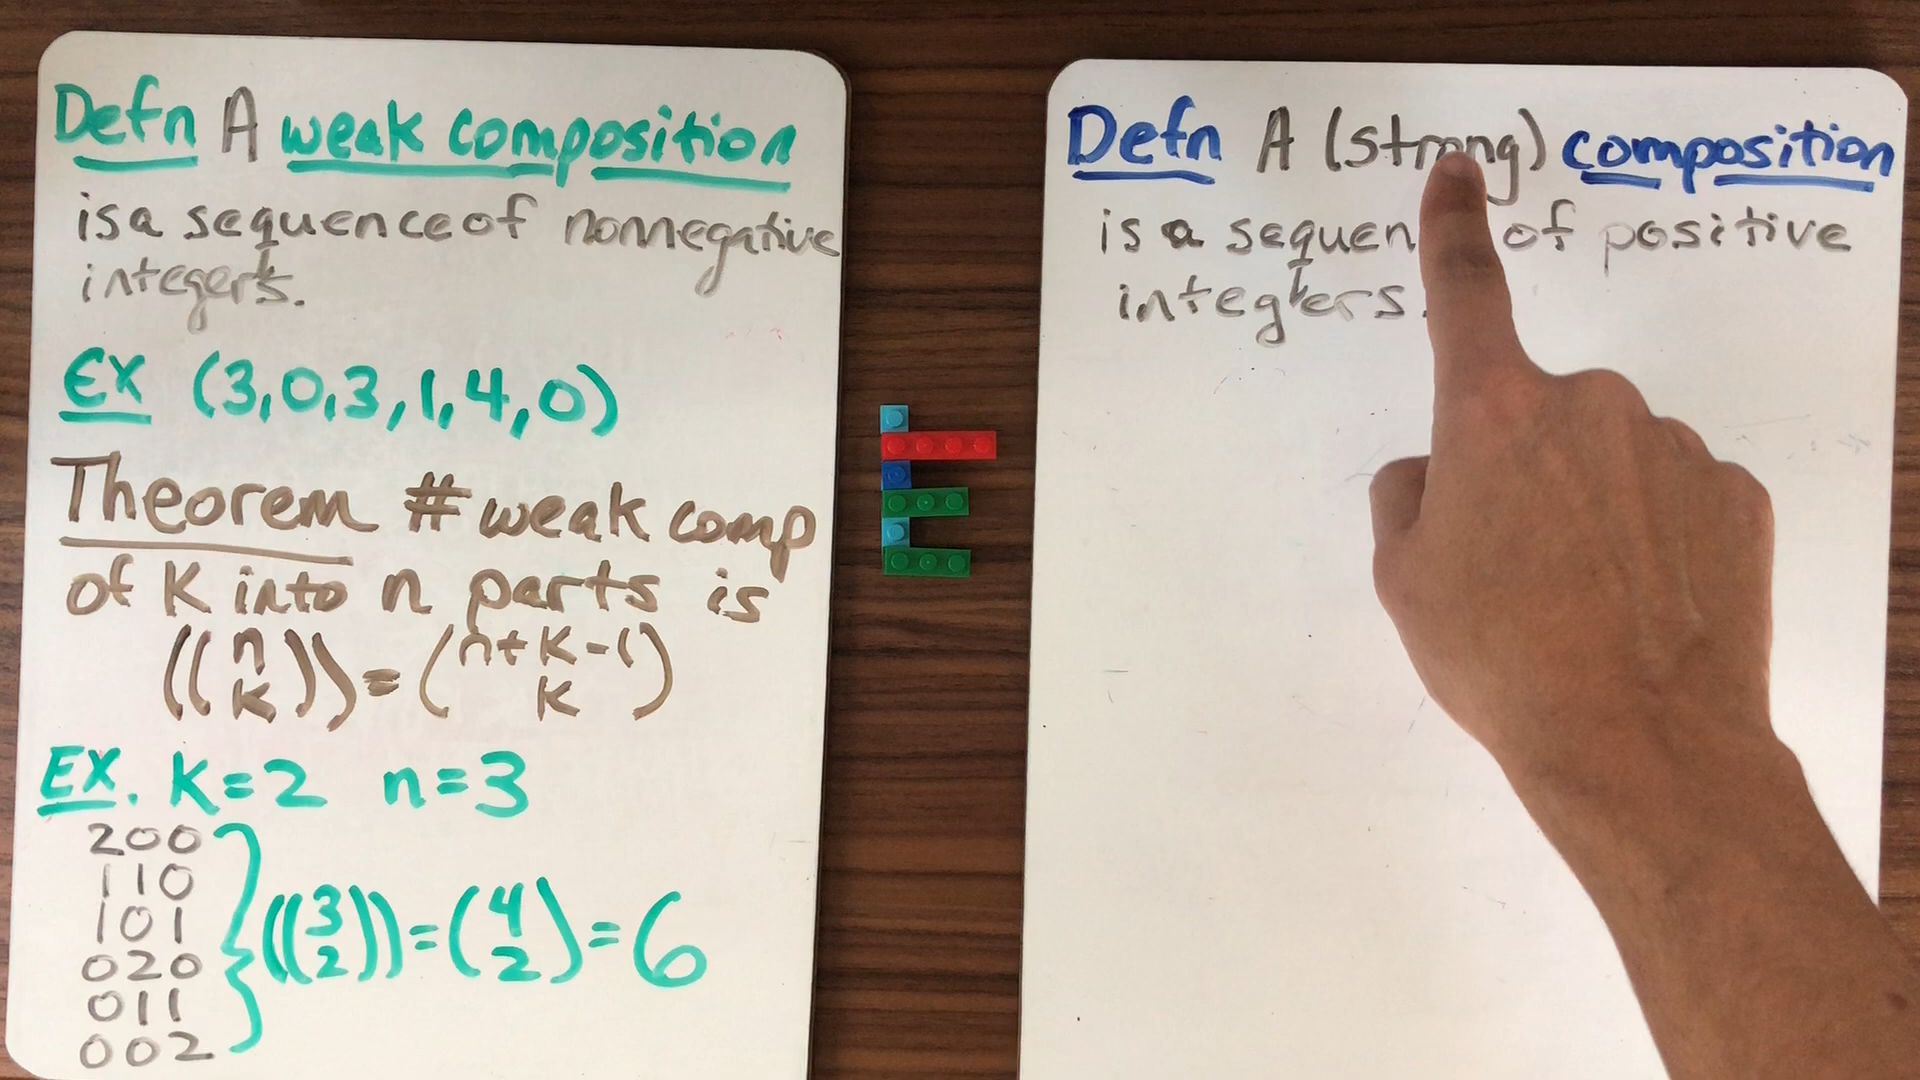 Defn A weak composition
is a sequence of nonnegative
integers.
EX (3,0,3,1,4,0)
Theorem # weak comp
of K into n parts is
((n k)) = (n+K-1 K)
EX. K=2 n=3
200
110
101
020
011
002
((3 2)) = (4 2) = 6
Defn A (strong) composition
is a sequen of positive
integers.